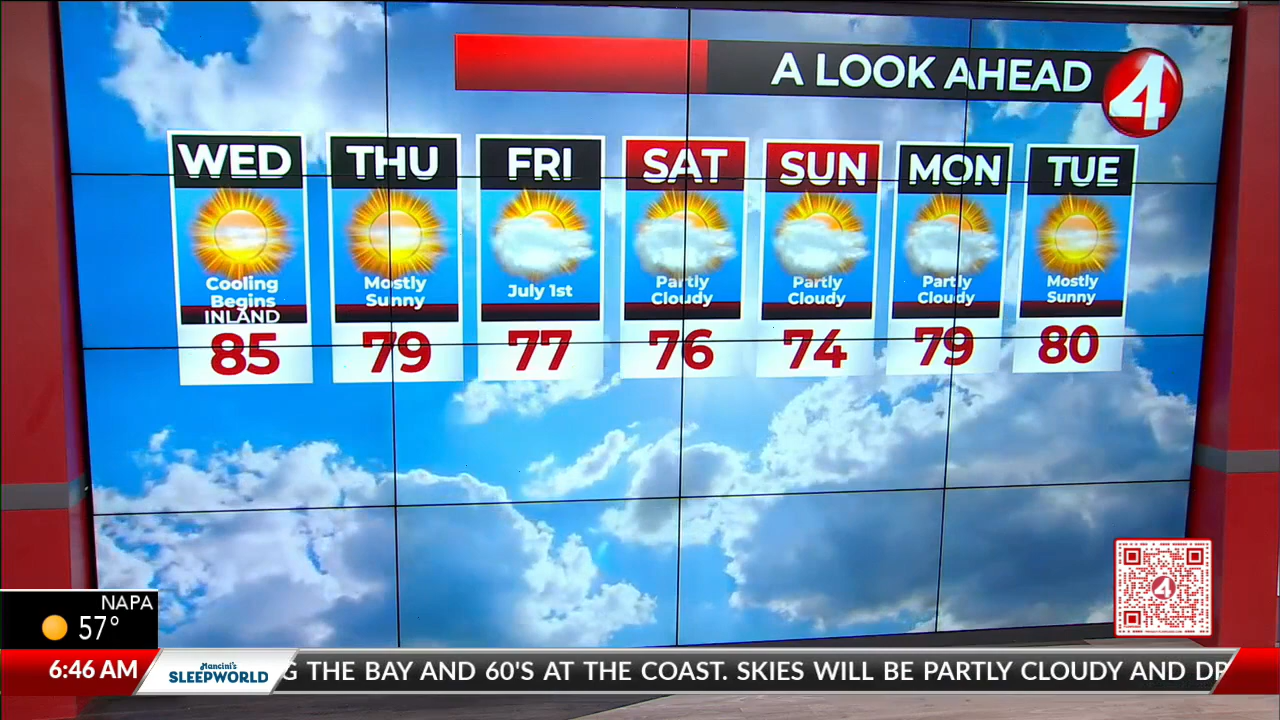 A LOOK AHEAD
4
WED
Cooling
Begins
INLAND
85
THU
Mostly
Sunny
79
FRI
July 1st
77
SAT
Partly
Cloudy
76
SUN
Partly
Cloudy
74
MON
Partly
Cloudy
79
TUE
Mostly
Sunny
80
4
NAPA
57°
6:46 AM
Mancini's
SLEEPWORLD
G THE BAY AND 60'S AT THE COAST. SKIES WILL BE PARTLY CLOUDY AND DR